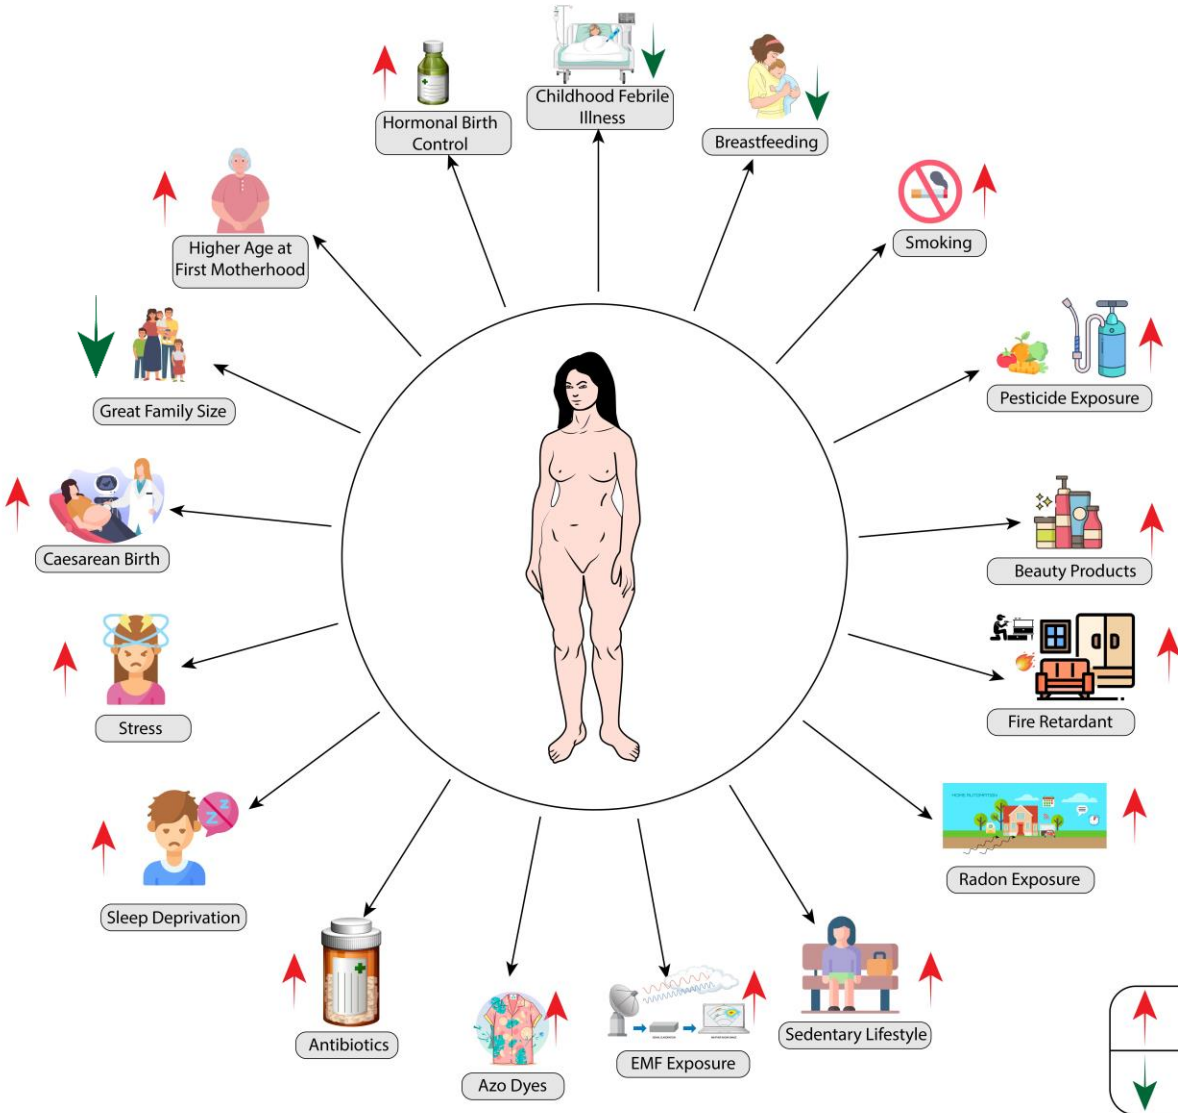 Childhood Febrile
Illness
Hormonal Birth
Control
Breastfeeding
Higher Age at
First Motherhood
Smoking
Great Family Size
Pesticide Exposure
Caesarean Birth
Beauty Products
Stress
Fire Retardant
Sleep Deprivation
Radon Exposure
Antibiotics
Azo Dyes
EMF Exposure
Sedentary Lifestyle